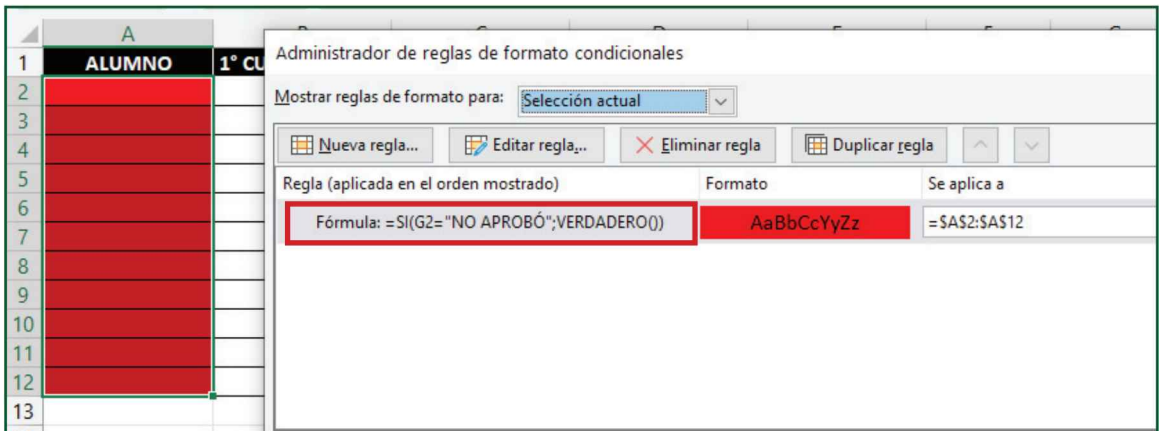 A
1 ALUMNO 1° CU
Administrador de reglas de formato condicionales
Mostrar reglas de formato para: Selección actual
Nueva regla... Editar regla... Eliminar regla Duplicar regla
Regla (aplicada en el orden mostrado) Formato Se aplica a
Fórmula: =SI(G2="NO APROBÓ";VERDADERO()) AaBbCcYyZz =$A$2:$A$12
2
3
4
5
6
7
8
9
10
11
12
13